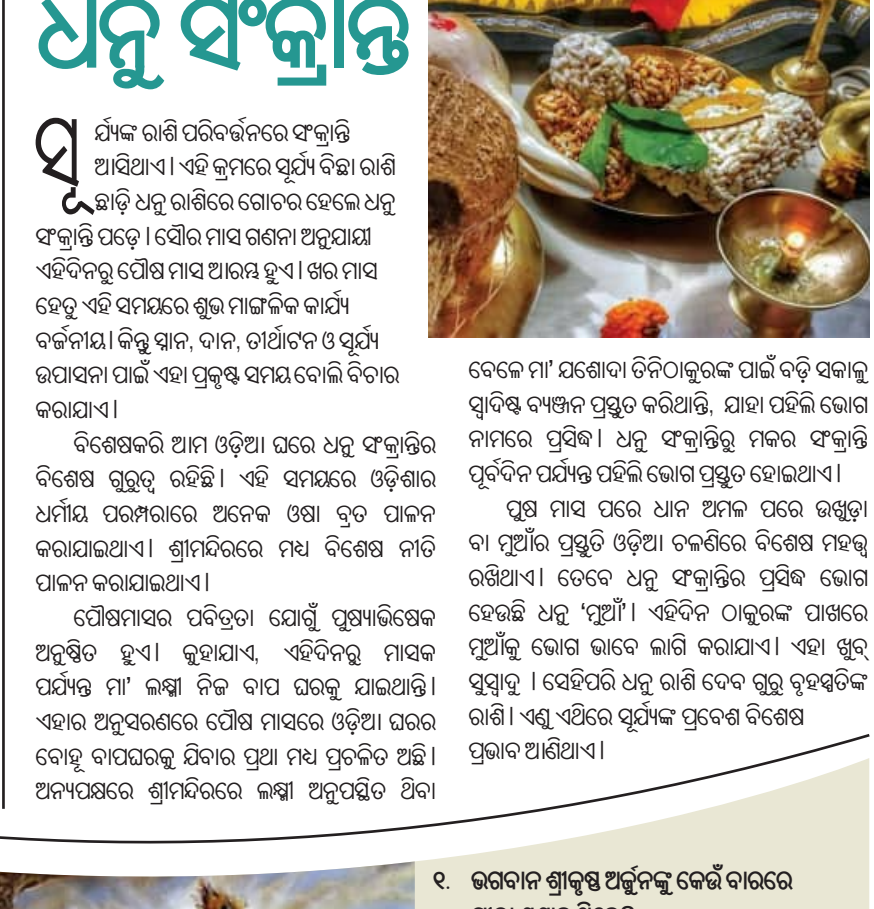 ଧନୁ ସଂକ୍ରାନ୍ତି
ସୂର୍ଯ୍ୟଙ୍କ ରାଶି ପରିବର୍ତ୍ତନରେ ସଂକ୍ରାନ୍ତି
ଆସିଥାଏ । ଏହି କ୍ରମରେ ସୂର୍ଯ୍ୟ ବିଛା ରାଶି
ଛାଡ଼ି ଧନୁ ରାଶିରେ ଗୋଚର ହେଲେ ଧନୁ
ସଂକ୍ରାନ୍ତି ପଡ଼େ । ସୌର ମାସ ଗଣନା ଅନୁଯାୟୀ
ଏହିଦିନରୁ ପୌଷ ମାସ ଆରମ୍ଭ ହୁଏ । ଖର ମାସ
ହେତୁ ଏହି ସମୟରେ ଶୁଭ ମାଙ୍ଗଳିକ କାର୍ଯ୍ୟ
ବର୍ଜନୀୟ । କିନ୍ତୁ ସ୍ନାନ, ଦାନ, ତୀର୍ଥାଟନ ଓ ସୂର୍ଯ୍ୟ
ଉପାସନା ପାଇଁ ଏହା ପ୍ରକୃଷ୍ଟ ସମୟ ବୋଲି ବିଚାର
କରାଯାଏ ।
ବିଶେଷକରି ଆମ ଓଡ଼ିଆ ଘରେ ଧନୁ ସଂକ୍ରାନ୍ତିର
ବିଶେଷ ଗୁରୁତ୍ୱ ରହିଛି । ଏହି ସମୟରେ ଓଡ଼ିଶାର
ଧର୍ମୀୟ ପରମ୍ପରାରେ ଅନେକ ଓଷା ବ୍ରତ ପାଳନ
କରାଯାଇଥାଏ । ଶ୍ରୀମନ୍ଦିରରେ ମଧ୍ୟ ବିଶେଷ ନୀତି
ପାଳନ କରାଯାଇଥାଏ ।
ପୌଷମାସର ପବିତ୍ରତା ଯୋଗୁଁ ପୁଷ୍ୟାଭିଷେକ
ଅନୁଷ୍ଠିତ ହୁଏ । କୁହାଯାଏ, ଏହିଦିନରୁ ମାସକ
ପର୍ଯ୍ୟନ୍ତ ମା’ ଲକ୍ଷ୍ମୀ ନିଜ ବାପ ଘରକୁ ଯାଇଥାନ୍ତି ।
ଏହାର ଅନୁସରଣରେ ପୌଷ ମାସରେ ଓଡ଼ିଆ ଘରର
ବୋହୂ ବାପଘରକୁ ଯିବାର ପ୍ରଥା ମଧ୍ୟ ପ୍ରଚଳିତ ଅଛି ।
ଅନ୍ୟପକ୍ଷରେ ଶ୍ରୀମନ୍ଦିରରେ ଲକ୍ଷ୍ମୀ ଅନୁପସ୍ଥିତ ଥିବା
ବେଳେ ମା’ ଯଶୋଦା ତିନିଠାକୁରଙ୍କ ପାଇଁ ବଡ଼ି ସକାଳୁ
ସ୍ୱାଦିଷ୍ଟ ବ୍ୟଞ୍ଜନ ପ୍ରସ୍ତୁତ କରିଥାନ୍ତି, ଯାହା ପହିଲି ଭୋଗ
ନାମରେ ପ୍ରସିଦ୍ଧ । ଧନୁ ସଂକ୍ରାନ୍ତିରୁ ମକର ସଂକ୍ରାନ୍ତି
ପୂର୍ବଦିନ ପର୍ଯ୍ୟନ୍ତ ପହିଲି ଭୋଗ ପ୍ରସ୍ତୁତ ହୋଇଥାଏ ।
ପୁଷ ମାସ ପରେ ଧାନ ଅମଳ ପରେ ଉଖୁଡ଼ା
ବା ମୁଆଁର ପ୍ରସ୍ତୁତି ଓଡ଼ିଆ ଚଳଣିରେ ବିଶେଷ ମହତ୍ତ୍ୱ
ରଖିଥାଏ । ତେବେ ଧନୁ ସଂକ୍ରାନ୍ତିର ପ୍ରସିଦ୍ଧ ଭୋଗ
ହେଉଛି ଧନୁ ‘ମୁଆଁ’ । ଏହିଦିନ ଠାକୁରଙ୍କ ପାଖରେ
ମୁଆଁକୁ ଭୋଗ ଭାବେ ଲାଗି କରାଯାଏ । ଏହା ଖୁବ୍
ସୁସ୍ୱାଦୁ । ସେହିପରି ଧନୁ ରାଶି ଦେବ ଗୁରୁ ବୃହସ୍ପତିଙ୍କ
ରାଶି । ଏଣୁ ଏଥିରେ ସୂର୍ଯ୍ୟଙ୍କ ପ୍ରବେଶ ବିଶେଷ
ପ୍ରଭାବ ଆଣିଥାଏ ।
୧. ଭଗବାନ ଶ୍ରୀକୃଷ୍ଣ ଅର୍ଜୁନଙ୍କୁ କେଉଁ ବାରରେ